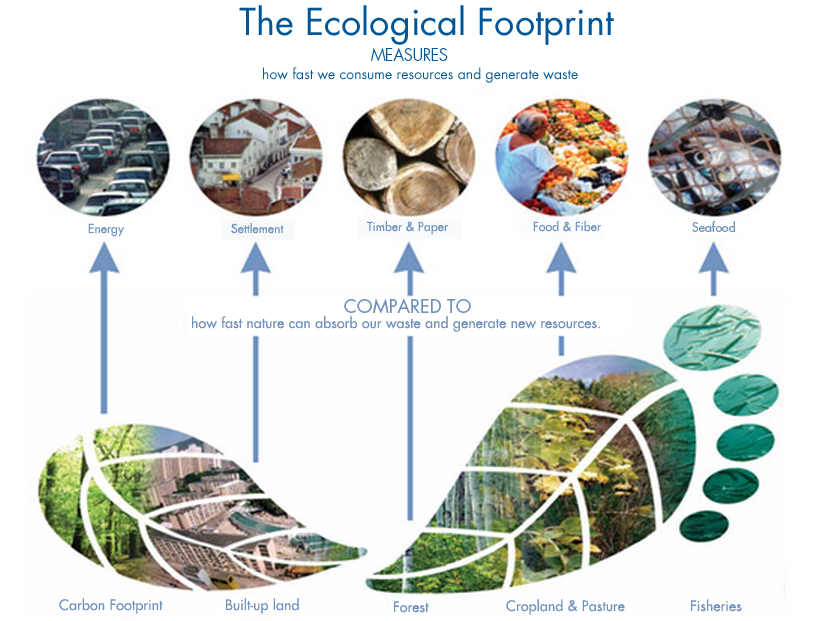 The Ecological Footprint
MEASURES
how fast we consume resources and generate waste
Energy
Settlement
Timber & Paper
Food & Fiber
Seafood
COMPARED TO
how fast nature can absorb our waste and generate new resources.
Carbon Footprint
Built-up land
Forest
Cropland & Pasture
Fisheries